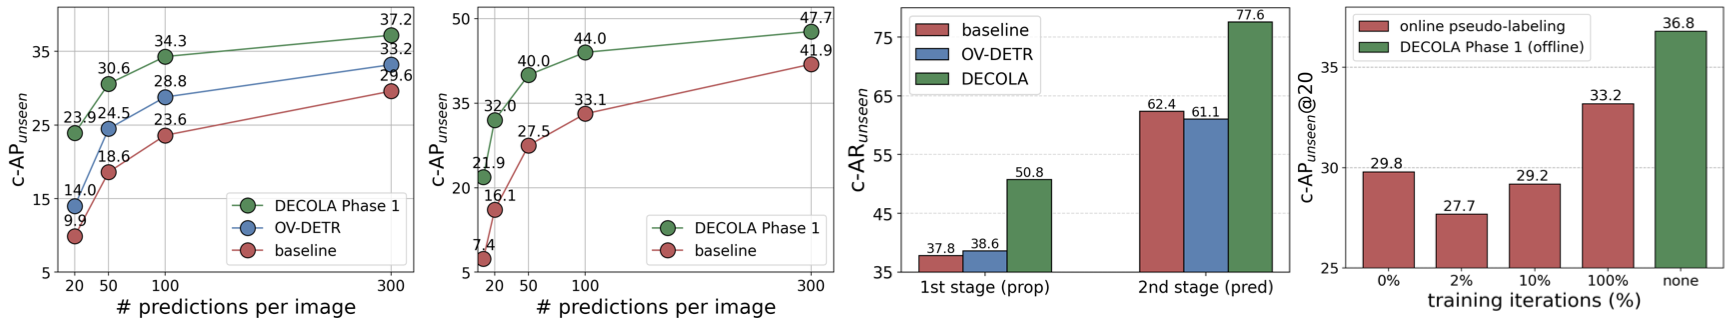 c-APunseen
35
25
15
5
23.9
30.6
34.3
37.2
14.0
24.5
28.8
33.2
9.9
18.6
23.6
29.6
DECOLA Phase 1
OV-DETR
baseline
20 50 100 300
# predictions per image
c-APunseen
50
35
20
5
21.9
32.0
40.0
44.0
47.7
7.4
16.1
27.5
33.1
41.9
DECOLA Phase 1
baseline
20 50 100 300
# predictions per image
c-ARunseen
75
65
55
45
35
baseline
OV-DETR
DECOLA
37.8
38.6
50.8
62.4
61.1
77.6
1st stage (prop) 2nd stage (pred)
c-APunseen@20
35
30
25
online pseudo-labeling
DECOLA Phase 1 (offline)
29.8
27.7
29.2
33.2
36.8
0% 2% 10% 100% none
training iterations (%)